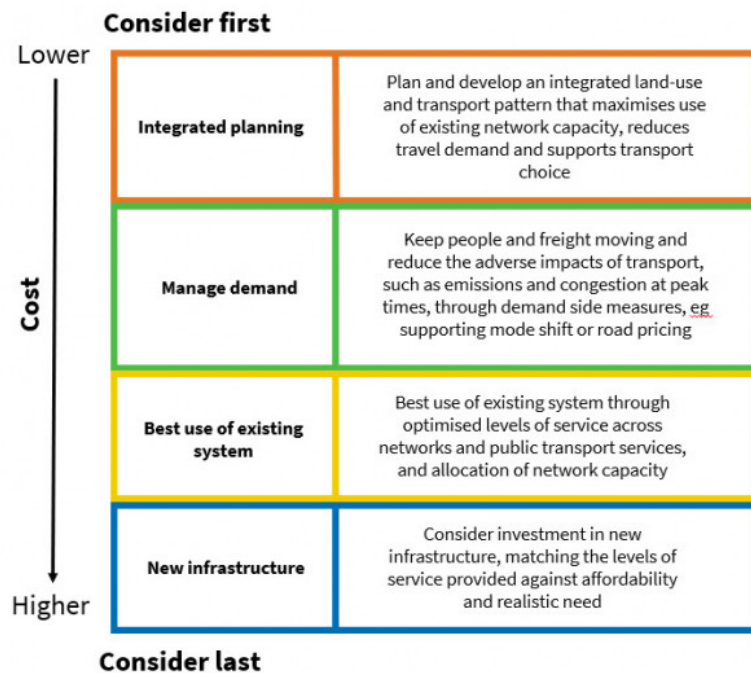 Consider first
Lower
Cost
Higher
Integrated planning
Plan and develop an integrated land-use
and transport pattern that maximises use
of existing network capacity, reduces
travel demand and supports transport
choice
Manage demand
Keep people and freight moving and
reduce the adverse impacts of transport,
such as emissions and congestion at peak
times, through demand side measures, eg
supporting mode shift or road pricing
Best use of existing
system
Best use of existing system through
optimised levels of service across
networks and public transport services,
and allocation of network capacity
New infrastructure
Consider investment in new
infrastructure, matching the levels of
service provided against affordability
and realistic need
Consider last